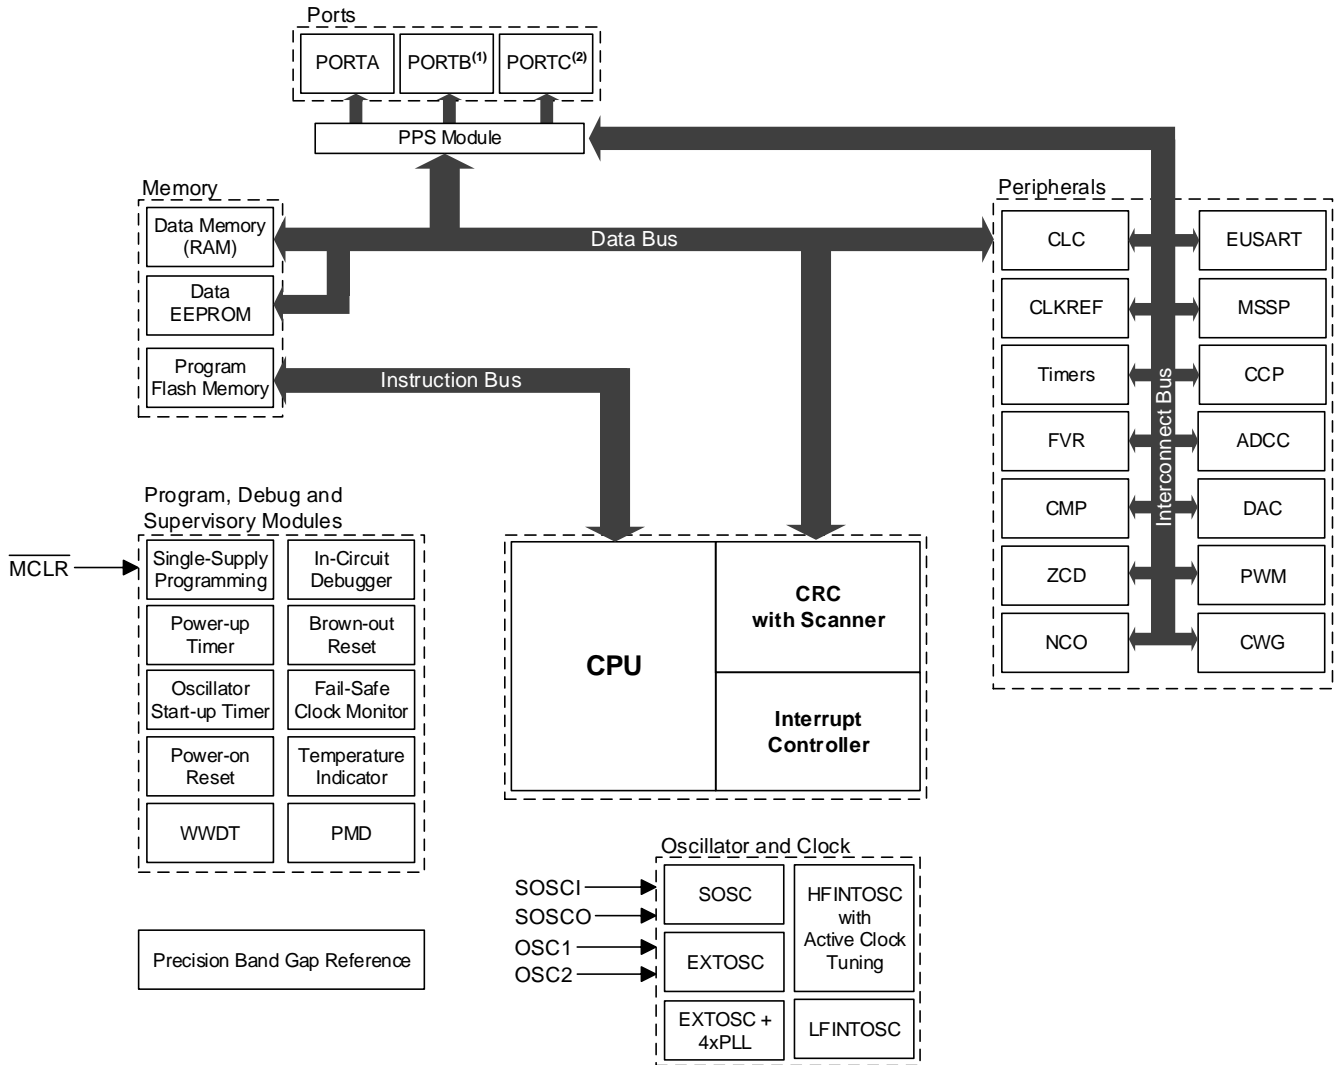 Ports
PORTA
PORTB(1)
PORTC(2)
PPS Module
Memory
Data Memory
(RAM)
Data
EEPROM
Program
Flash Memory
Data Bus
Instruction Bus
Peripherals
CLC
EUSART
CLKREF
MSSP
Timers
CCP
FVR
ADCC
CMP
DAC
ZCD
PWM
NCO
CWG
Interconnect Bus
Program, Debug and
Supervisory Modules
MCLR
Single-Supply
Programming
In-Circuit
Debugger
Power-up
Timer
Brown-out
Reset
Oscillator
Start-up Timer
Fail-Safe
Clock Monitor
Power-on
Reset
Temperature
Indicator
WWDT
PMD
CPU
CRC
with Scanner
Interrupt
Controller
Precision Band Gap Reference
Oscillator and Clock
SOSCI
SOSCO
OSC1
OSC2
SOSC
HFINTOSC
with
Active Clock
Tuning
EXTOSC
EXTOSC +
4xPLL
LFINTOSC